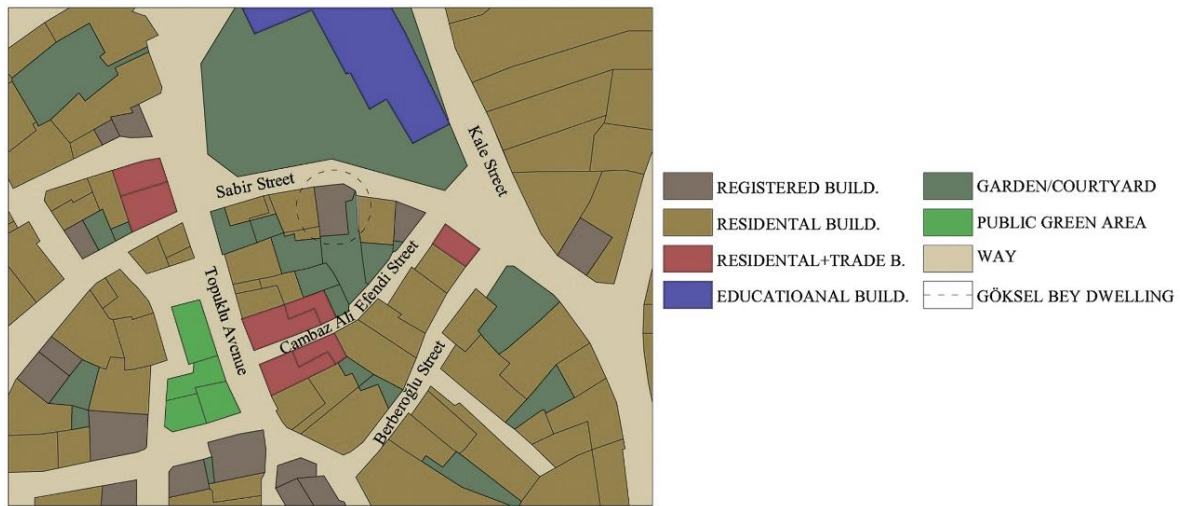 Sabir Street
Kale Street
Topuklu Avenue
Cambaz Ali Efendi Street
Berberoğlu Street
REGISTERED BUILD.
RESIDENTAL BUILD.
RESIDENTAL+TRADE B.
EDUCATIOANAL BUILD.
GARDEN/COURTYARD
PUBLIC GREEN AREA
WAY
GÖKSEL BEY DWELLING